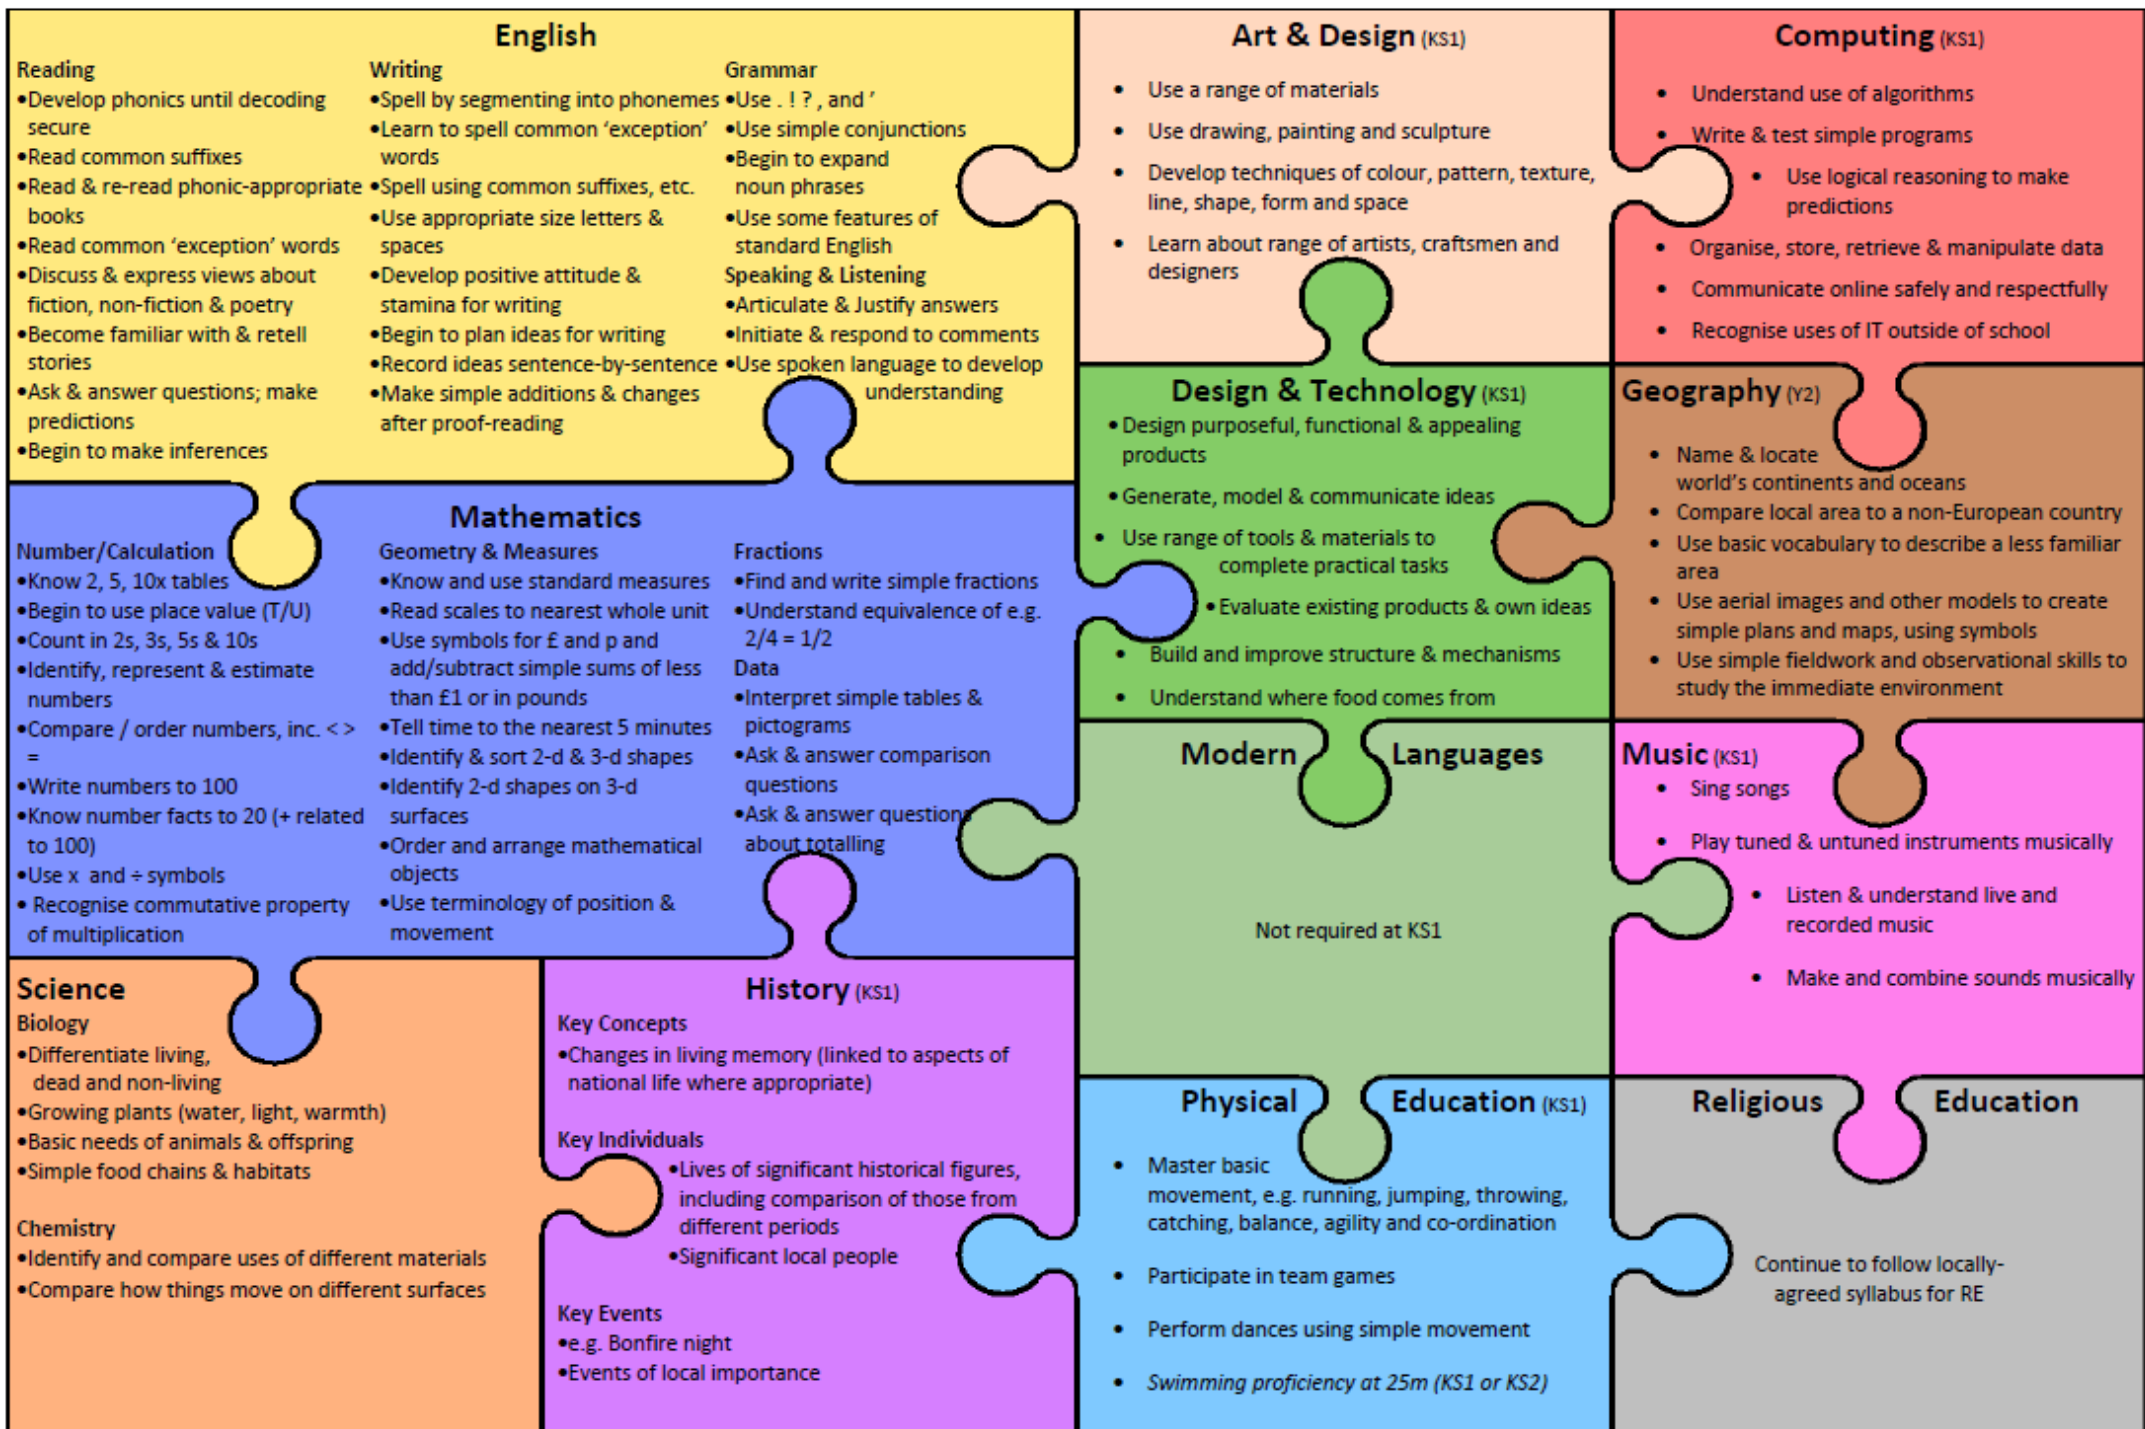 English
Reading
•Develop phonics until decoding
secure
•Read common suffixes
•Read & re-read phonic-appropriate
books
•Read common ‘exception’ words
•Discuss & express views about
fiction, non-fiction & poetry
•Become familiar with & retell
stories
•Ask & answer questions; make
predictions
•Begin to make inferences
Writing
•Spell by segmenting into phonemes
•Learn to spell common ‘exception’
words
•Spell using common suffixes, etc.
•Use appropriate size letters &
spaces
•Develop positive attitude &
stamina for writing
•Begin to plan ideas for writing
•Record ideas sentence-by-sentence
•Make simple additions & changes
after proof-reading
Grammar
•Use . ! ? , and ’
•Use simple conjunctions
•Begin to expand
noun phrases
•Use some features of
standard English
Speaking & Listening
•Articulate & Justify answers
•Initiate & respond to comments
•Use spoken language to develop
understanding
Art & Design (KS1)
• Use a range of materials
• Use drawing, painting and sculpture
• Develop techniques of colour, pattern, texture,
line, shape, form and space
• Learn about range of artists, craftsmen and
designers
Computing (KS1)
• Understand use of algorithms
• Write & test simple programs
• Use logical reasoning to make
predictions
• Organise, store, retrieve & manipulate data
• Communicate online safely and respectfully
• Recognise uses of IT outside of school
Mathematics
Number/Calculation
•Know 2, 5, 10x tables
•Begin to use place value (T/U)
•Count in 2s, 3s, 5s & 10s
•Identify, represent & estimate
numbers
•Compare / order numbers, inc. < >
=
•Write numbers to 100
•Know number facts to 20 (+ related
to 100)
•Use x and ÷ symbols
• Recognise commutative property
of multiplication
Geometry & Measures
•Know and use standard measures
•Read scales to nearest whole unit
•Use symbols for £ and p and
add/subtract simple sums of less
than £1 or in pounds
•Tell time to the nearest 5 minutes
•Identify & sort 2-d & 3-d shapes
•Identify 2-d shapes on 3-d
surfaces
•Order and arrange mathematical
objects
•Use terminology of position &
movement
Fractions
•Find and write simple fractions
•Understand equivalence of e.g.
2/4 = 1/2
Data
•Interpret simple tables &
pictograms
•Ask & answer comparison
questions
•Ask & answer questions
about totalling
Design & Technology (KS1)
• Design purposeful, functional & appealing
products
• Generate, model & communicate ideas
• Use range of tools & materials to
complete practical tasks
• Evaluate existing products & own ideas
• Build and improve structure & mechanisms
• Understand where food comes from
Geography (Y2)
• Name & locate
world’s continents and oceans
• Compare local area to a non-European country
• Use basic vocabulary to describe a less familiar
area
• Use aerial images and other models to create
simple plans and maps, using symbols
• Use simple fieldwork and observational skills to
study the immediate environment
Modern Languages
Not required at KS1
Music (KS1)
• Sing songs
• Play tuned & untuned instruments musically
• Listen & understand live and
recorded music
• Make and combine sounds musically
Science
Biology
•Differentiate living,
dead and non-living
•Growing plants (water, light, warmth)
•Basic needs of animals & offspring
•Simple food chains & habitats
Chemistry
•Identify and compare uses of different materials
•Compare how things move on different surfaces
History (KS1)
Key Concepts
•Changes in living memory (linked to aspects of
national life where appropriate)
Key Individuals
•Lives of significant historical figures,
including comparison of those from
different periods
•Significant local people
Key Events
•e.g. Bonfire night
•Events of local importance
Physical Education (KS1)
• Master basic
movement, e.g. running, jumping, throwing,
catching, balance, agility and co-ordination
• Participate in team games
• Perform dances using simple movement
• Swimming proficiency at 25m (KS1 or KS2)
Religious Education
Continue to follow locally-
agreed syllabus for RE